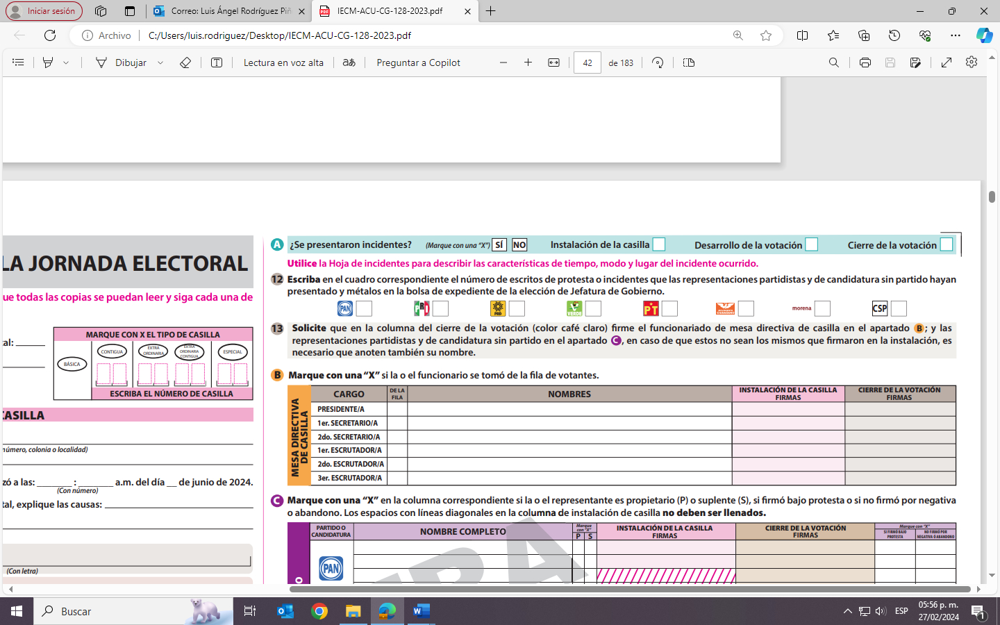 Iniciar sesión
Correo: Luis Ángel Rodríguez Piñ
IECM-ACU-CG-128-2023.pdf
Archivo
C:/Users/luis.rodriguez/Desktop/IECM-ACU-CG-128-2023.pdf
Dibujar
Lectura en voz alta
aあ
Preguntar a Copilot
42
de 183
LA JORNADA ELECTORAL
ue todas las copias se puedan leer y siga cada una de
tal:
MARQUE CON X EL TIPO DE CASILLA
BÁSICA
CONTIGUA
EXTRA ORDINARIA
EXTRA ORDINARIA CONTIGUA
ESPECIAL
ESCRIBA EL NÚMERO DE CASILLA
CASILLA
número, colonia o localidad)
zó a las: ______ : ______ a.m. del día __ de junio de 2024.
(Con número)
tal, explique las causas:
(Con letra)
A ¿Se presentaron incidentes? (Marque con una “X”) SÍ NO Instalación de la casilla Desarrollo de la votación Cierre de la votación
Utilice la Hoja de incidentes para describir las características de tiempo, modo y lugar del incidente ocurrido.
12 Escriba en el cuadro correspondiente el número de escritos de protesta o incidentes que las representaciones partidistas y de candidatura sin partido hayan
presentado y métalos en la bolsa de expediente de la elección de Jefatura de Gobierno.
PAN PRI PRD VERDE PT MOVIMIENTO CIUDADANO morena CSP
13 Solicite que en la columna del cierre de la votación (color café claro) firme el funcionariado de mesa directiva de casilla en el apartado B; y las
representaciones partidistas y de candidatura sin partido en el apartado C, en caso de que estos no sean los mismos que firmaron en la instalación, es
necesario que anoten también su nombre.
B Marque con una “X” si la o el funcionario se tomó de la fila de votantes.
MESA DIRECTIVA
DE CASILLA
CARGO
DE LA FILA
NOMBRES
INSTALACIÓN DE LA CASILLA
FIRMAS
CIERRE DE LA VOTACIÓN
FIRMAS
PRESIDENTE/A
1er. SECRETARIO/A
2do. SECRETARIO/A
1er. ESCRUTADOR/A
2do. ESCRUTADOR/A
3er. ESCRUTADOR/A
C Marque con una “X” en la columna correspondiente si la o el representante es propietario (P) o suplente (S), si firmó bajo protesta o si no firmó por negativa
o abandono. Los espacios con líneas diagonales en la columna de instalación de casilla no deben ser llenados.
PARTIDO O
CANDIDATURA
NOMBRE COMPLETO
Marque con “X”
P S
INSTALACIÓN DE LA CASILLA
FIRMAS
CIERRE DE LA VOTACIÓN
FIRMAS
Marque con “X”
SI FIRMÓ BAJO PROTESTA
NO FIRMÓ POR NEGATIVA O ABANDONO
PAN
O
RA
Buscar
ESP
05:56 p. m.
27/02/2024
1